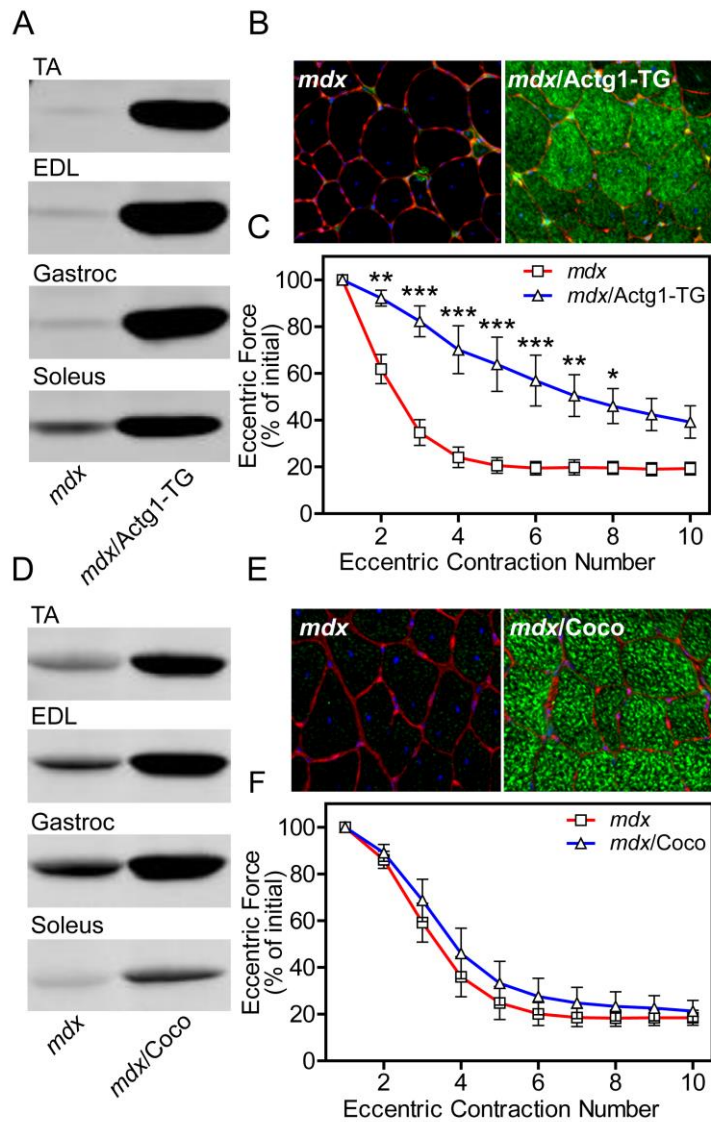 A
TA
EDL
Gastroc
Soleus
mdx
mdx/Actg1-TG
B
mdx
mdx/Actg1-TG
C
mdx
mdx/Actg1-TG
**
***
***
***
***
**
*
100
80
60
40
20
0
2
4
6
8
10
Eccentric Force
(% of initial)
Eccentric Contraction Number
D
TA
EDL
Gastroc
Soleus
mdx
mdx/Coco
E
mdx
mdx/Coco
F
mdx
mdx/Coco
100
80
60
40
20
0
2
4
6
8
10
Eccentric Force
(% of initial)
Eccentric Contraction Number